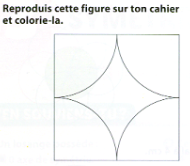 Reproduis cette figure sur ton cahier
et colorie-la.